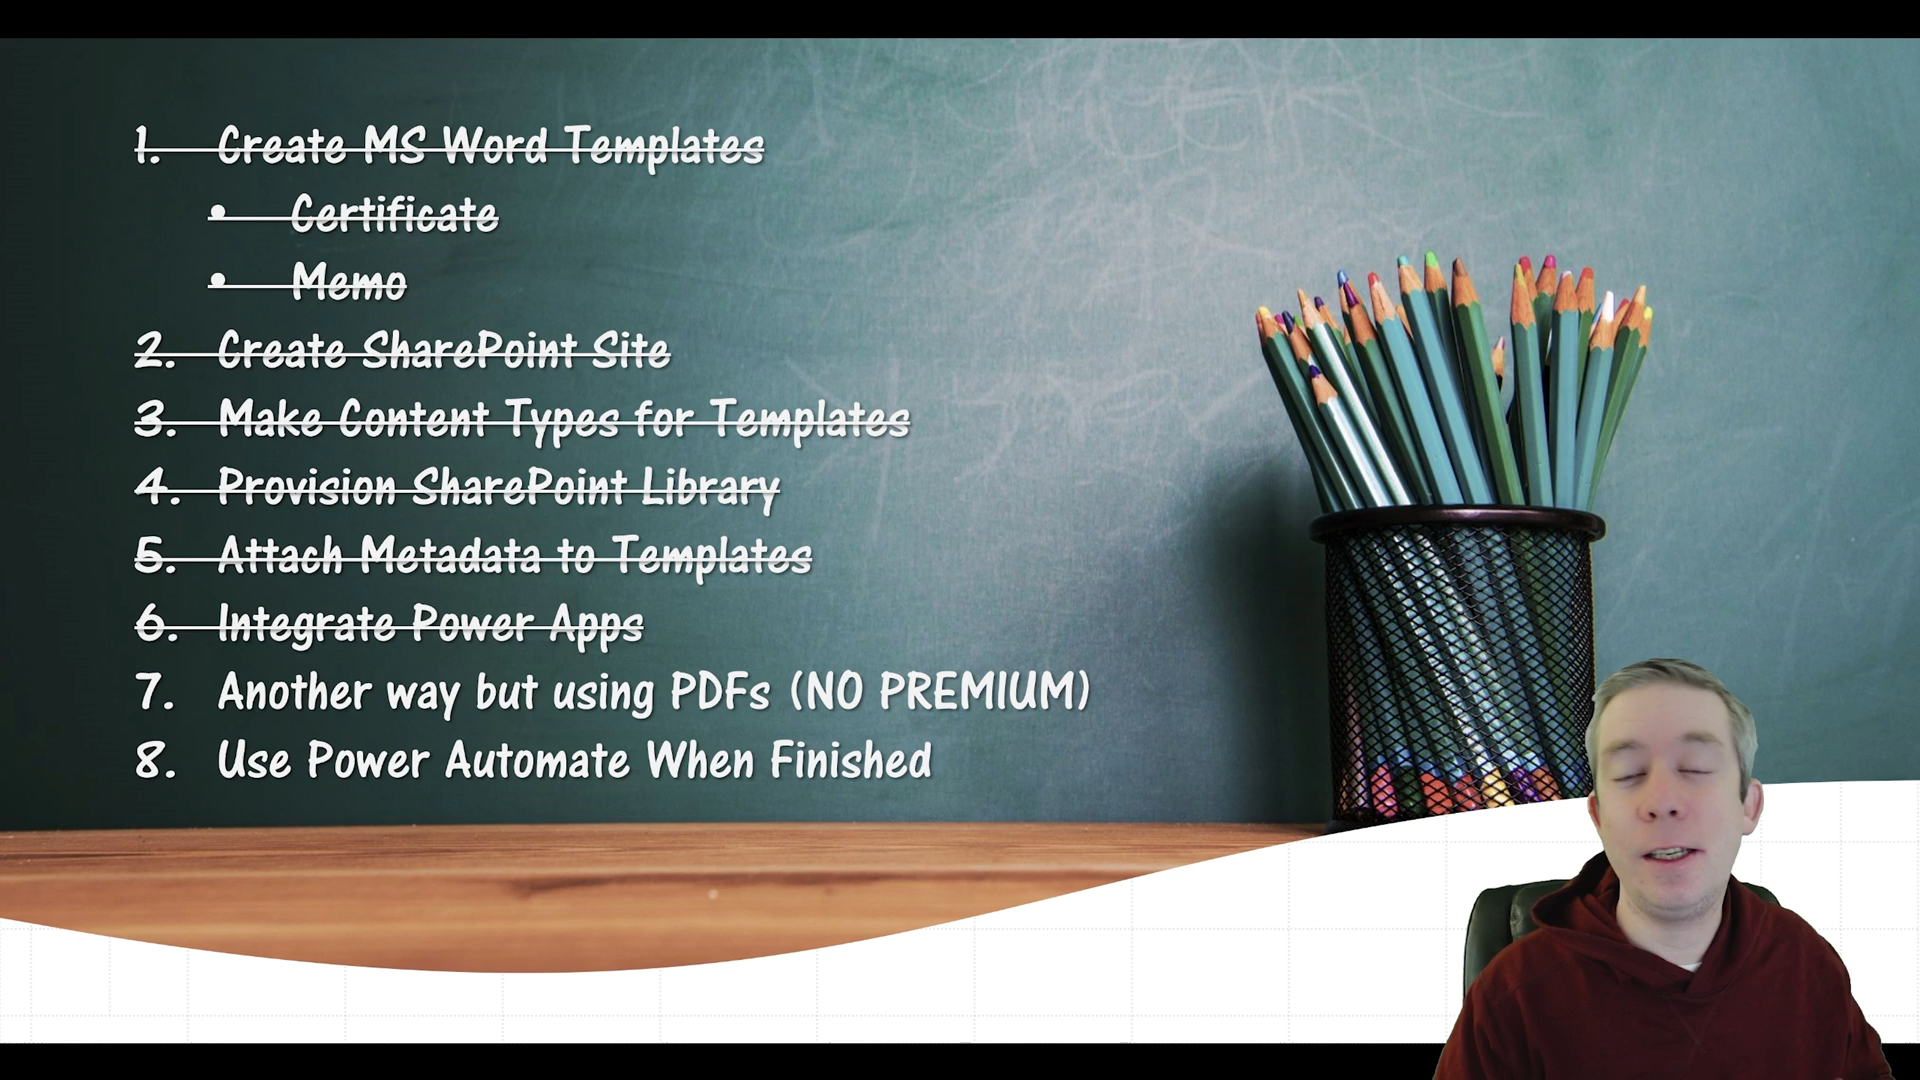 1. Create MS Word Templates
• Certificate
• Memo
2. Create SharePoint Site
3. Make Content Types for Templates
4. Provision SharePoint Library
5. Attach Metadata to Templates
6. Integrate Power Apps
7. Another way but using PDFs (NO PREMIUM)
8. Use Power Automate When Finished